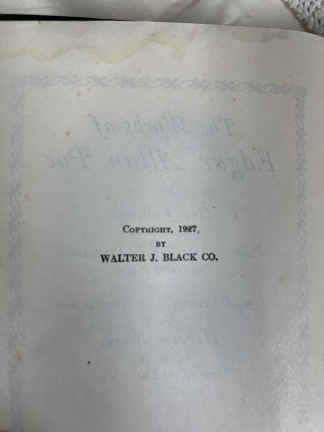 COPYRIGHT, 1927,
BY
WALTER J. BLACK CO.